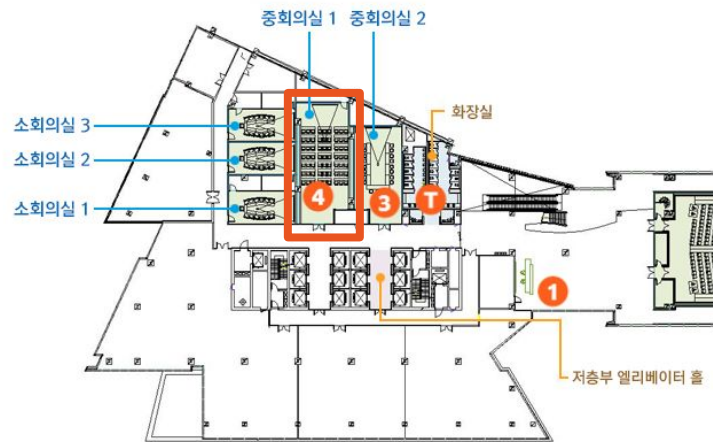 중회의실 1 중회의실 2
화장실
소회의실 3
소회의실 2
소회의실 1
4
3
T
1
저층부 엘리베이터 홀